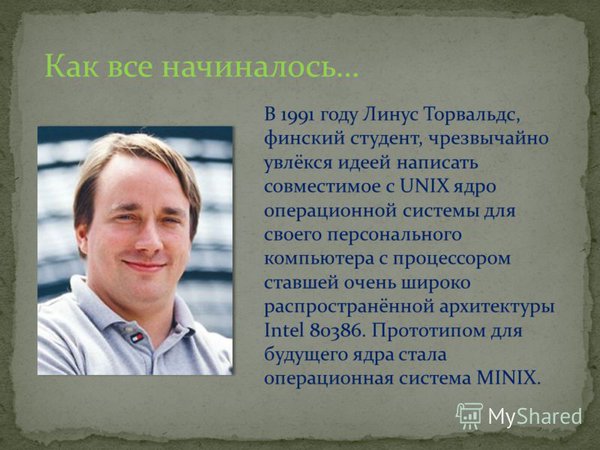 Как все начиналось...
В 1991 году Линус Торвальдс,
финский студент, чрезвычайно
увлёкся идеей написать
совместимое с UNIX ядро
операционной системы для
своего персонального
компьютера с процессором
ставшей очень широко
распространённой архитектуры
Intel 80386. Прототипом для
будущего ядра стала
операционная система MINIX.
MyShared